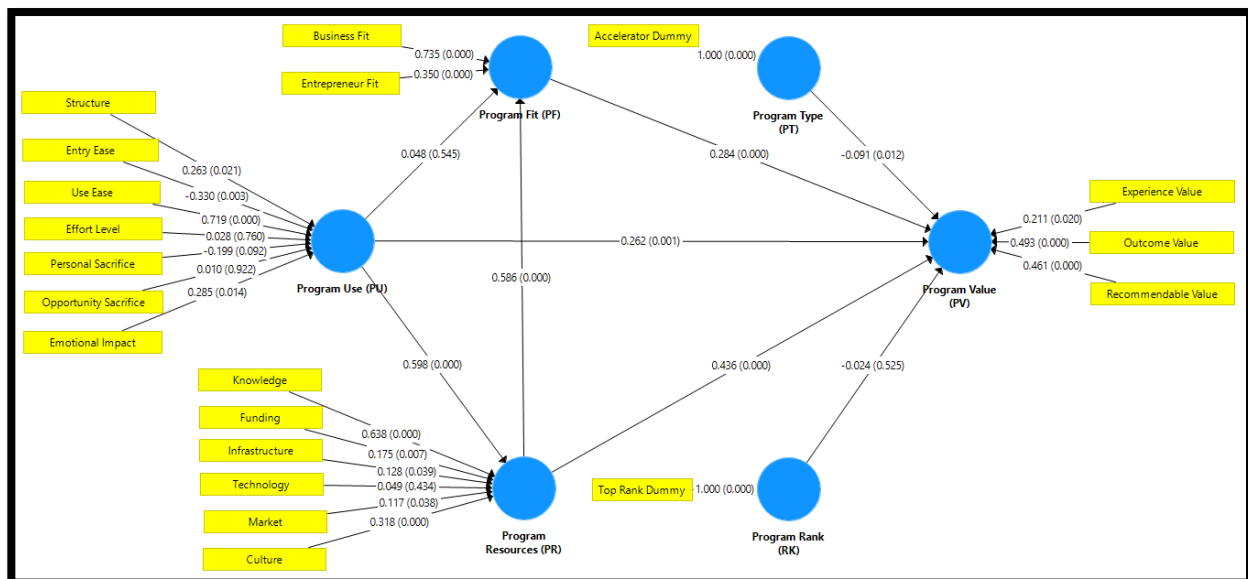 Business Fit
0.735 (0.000)
Entrepreneur Fit
0.350 (0.000)
Program Fit (PF)
Accelerator Dummy
1.000 (0.000)
Program Type
(PT)
Structure
Entry Ease
Use Ease
Effort Level
Personal Sacrifice
Opportunity Sacrifice
Emotional Impact
0.263 (0.021)
-0.330 (0.003)
0.719 (0.000)
0.028 (0.760)
-0.199 (0.092)
0.010 (0.922)
0.285 (0.014)
Program Use (PU)
0.048 (0.545)
0.284 (0.000)
-0.091 (0.012)
0.262 (0.001)
0.586 (0.000)
0.598 (0.000)
0.436 (0.000)
-0.024 (0.525)
Experience Value
0.211 (0.020)
Outcome Value
0.493 (0.000)
Recommendable Value
0.461 (0.000)
Program Value
(PV)
Knowledge
Funding
Infrastructure
Technology
Market
Culture
0.638 (0.000)
0.175 (0.007)
0.128 (0.039)
0.049 (0.434)
0.117 (0.038)
0.318 (0.000)
Program
Resources (PR)
Top Rank Dummy
1.000 (0.000)
Program Rank
(RK)